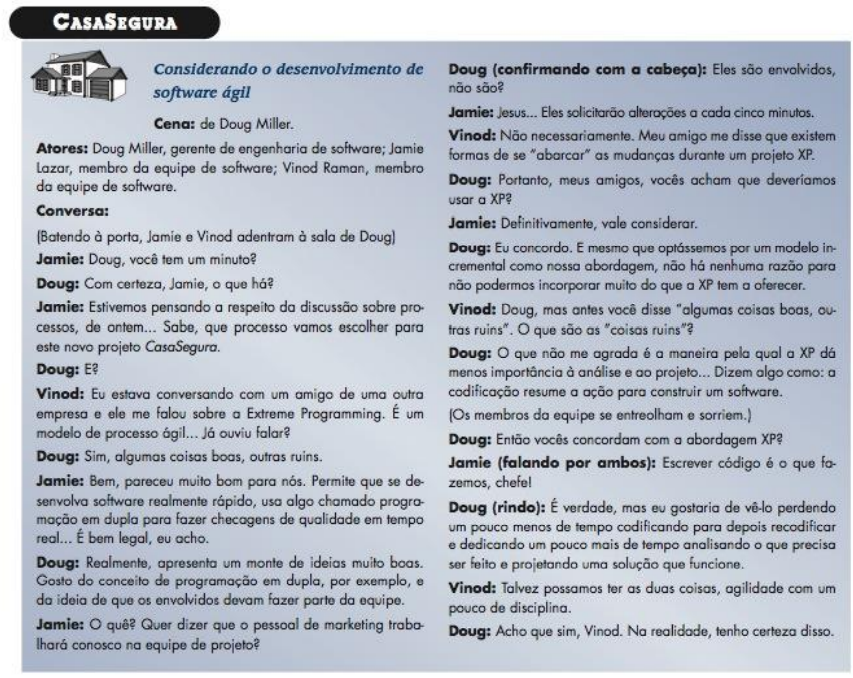 CASASEGURA
Considerando o desenvolvimento de
software ágil
Cena: de Doug Miller.
Atores: Doug Miller, gerente de engenharia de software; Jamie
Lazar, membro da equipe de software; Vinod Raman, membro
da equipe de software.
Conversa:
(Batendo à porta, Jamie e Vinod adentram à sala de Doug)
Jamie: Doug, você tem um minuto?
Doug: Com certeza, Jamie, o que há?
Jamie: Estivemos pensando a respeito da discussão sobre pro-
cessos, de ontem... Sabe, que processo vamos escolher para
este novo projeto CasaSegura.
Doug: E?
Vinod: Eu estava conversando com um amigo de uma outra
empresa e ele me falou sobre a Extreme Programming. É um
modelo de processo ágil... Já ouviu falar?
Doug: Sim, algumas coisas boas, outras ruins.
Jamie: Bem, pareceu muito bom para nós. Permite que se de-
senvolva software realmente rápido, usa algo chamado progra-
mação em dupla para fazer checagens de qualidade em tempo
real... É bem legal, eu acho.
Doug: Realmente, apresenta um monte de ideias muito boas.
Gosto do conceito de programação em dupla, por exemplo, e
da ideia de que os envolvidos devam fazer parte da equipe.
Jamie: O quê? Quer dizer que o pessoal de marketing traba-
lhará conosco na equipe de projeto?
Doug (confirmando com a cabeça): Eles são envolvidos,
não são?
Jamie: Jesus... Eles solicitarão alterações a cada cinco minutos.
Vinod: Não necessariamente. Meu amigo me disse que existem
formas de se “abarcar” as mudanças durante um projeto XP.
Doug: Portanto, meus amigos, vocês acham que deveríamos
usar a XP?
Jamie: Definitivamente, vale considerar.
Doug: Eu concordo. E mesmo que optássemos por um modelo in-
cremental como nossa abordagem, não há nenhuma razão para
não podermos incorporar muito do que a XP tem a oferecer.
Vinod: Doug, mas antes você disse “algumas coisas boas, ou-
tras ruins”. O que são as “coisas ruins”?
Doug: O que não me agrada é a maneira pela qual a XP dá
menos importância à análise e ao projeto... Dizem algo como: a
codificação resume a ação para construir um software.
(Os membros da equipe se entreolham e sorriem.)
Doug: Então vocês concordam com a abordagem XP?
Jamie (falando por ambos): Escrever código é o que fa-
zemos, chefe!
Doug (rindo): É verdade, mas eu gostaria de vê-lo perdendo
um pouco menos de tempo codificando para depois recodificar
e dedicando um pouco mais de tempo analisando o que precisa
ser feito e projetando uma solução que funcione.
Vinod: Talvez possamos ter as duas coisas, agilidade com um
pouco de disciplina.
Doug: Acho que sim, Vinod. Na realidade, tenho certeza disso.